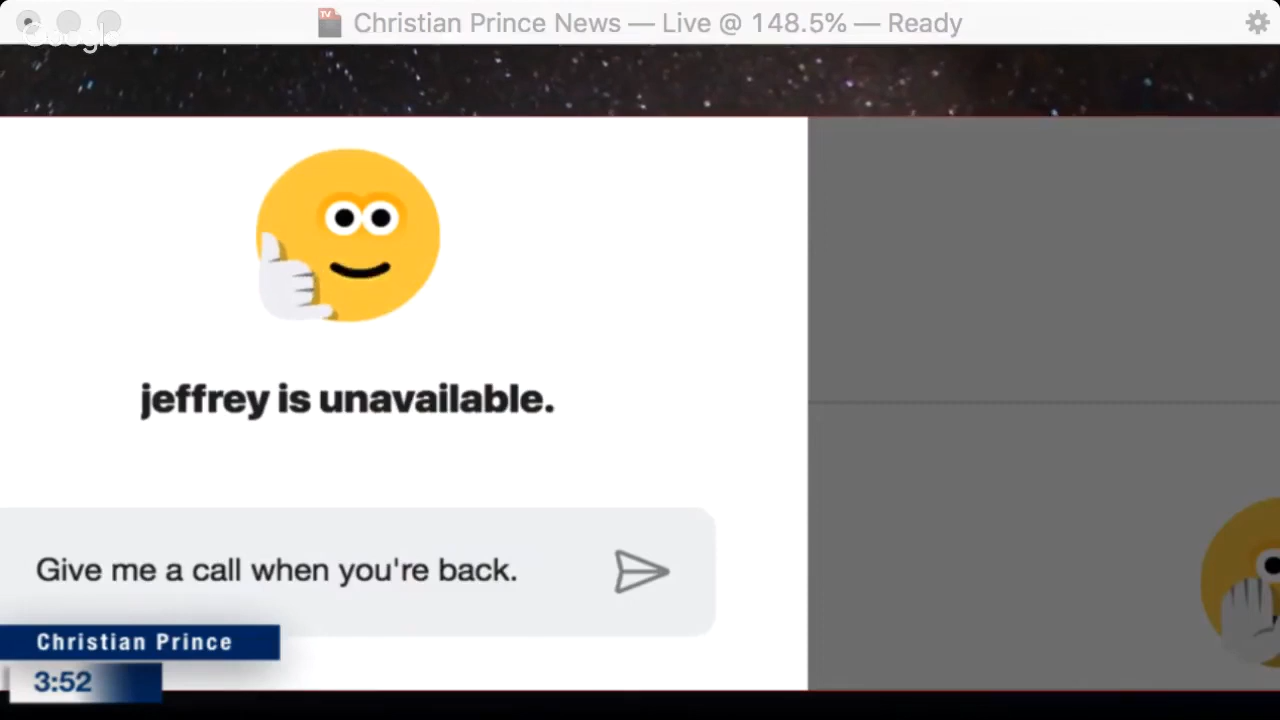 Christian Prince News — Live @ 148.5% — Ready
Google
jeffrey is unavailable.
Give me a call when you're back.
Christian Prince
3:52